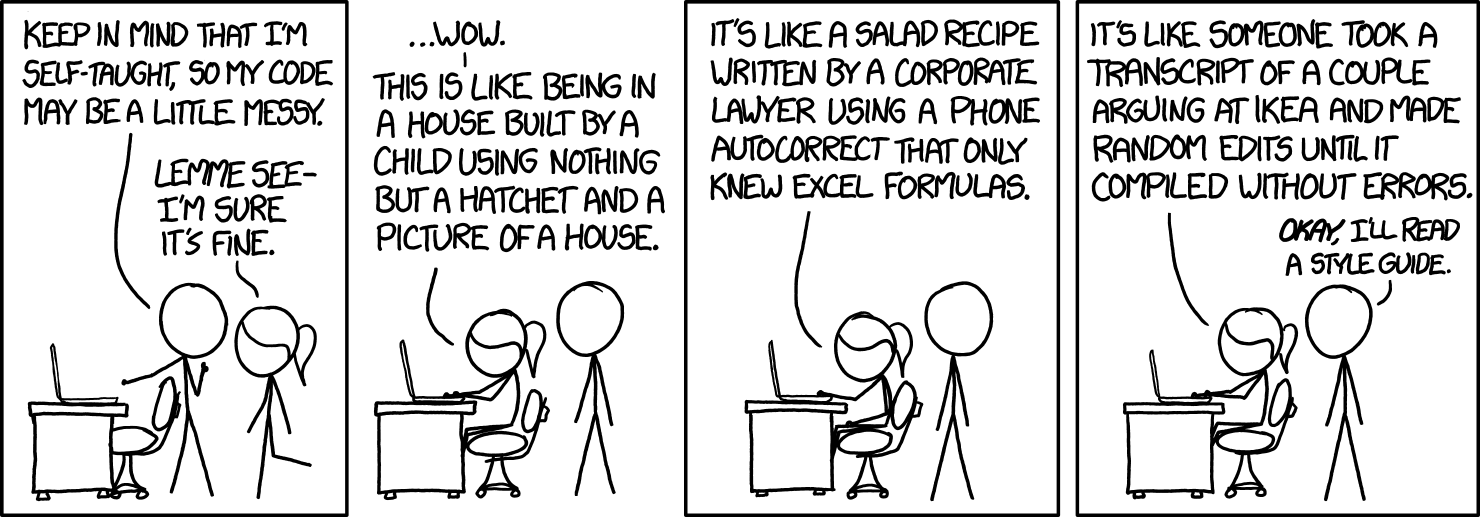 KEEP IN MIND THAT I'M
SELF-TAUGHT, SO MY CODE
MAY BE A LITTLE MESSY.
LEMME SEE-
I'M SURE
IT'S FINE.
...WOW.
THIS IS LIKE BEING IN
A HOUSE BUILT BY A
CHILD USING NOTHING
BUT A HATCHET AND A
PICTURE OF A HOUSE.
IT'S LIKE A SALAD RECIPE
WRITTEN BY A CORPORATE
LAWYER USING A PHONE
AUTOCORRECT THAT ONLY
KNEW EXCEL FORMULAS.
IT'S LIKE SOMEONE TOOK A
TRANSCRIPT OF A COUPLE
ARGUING AT IKEA AND MADE
RANDOM EDITS UNTIL IT
COMPILED WITHOUT ERRORS.
OKAY, I'LL READ
A STYLE GUIDE.